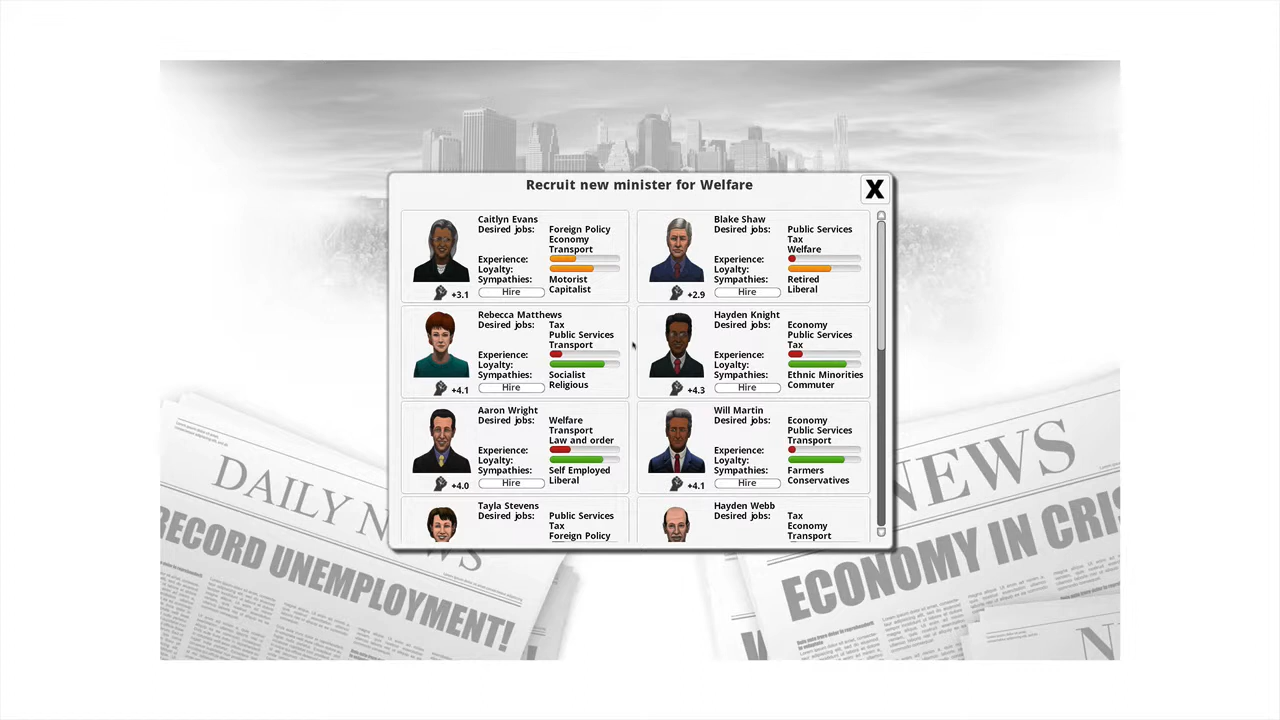 Recruit new minister for Welfare
X
Caitlyn Evans
Desired jobs:
Foreign Policy
Economy
Transport
Experience:
Loyalty:
Sympathies:
Motorist
Capitalist
+3.1
Hire
Blake Shaw
Desired jobs:
Public Services
Tax
Welfare
Experience:
Loyalty:
Sympathies:
Retired
Liberal
+2.9
Hire
Rebecca Matthews
Desired jobs:
Tax
Public Services
Transport
Experience:
Loyalty:
Sympathies:
Socialist
Religious
+4.1
Hire
Hayden Knight
Desired jobs:
Economy
Public Services
Tax
Experience:
Loyalty:
Sympathies:
Ethnic Minorities
Commuter
+4.3
Hire
Aaron Wright
Desired jobs:
Welfare
Transport
Law and order
Experience:
Loyalty:
Sympathies:
Self Employed
Liberal
+4.0
Hire
Will Martin
Desired jobs:
Economy
Public Services
Transport
Experience:
Loyalty:
Sympathies:
Farmers
Conservatives
+4.1
Hire
Tayla Stevens
Desired jobs:
Public Services
Tax
Foreign Policy
Hayden Webb
Desired jobs:
Tax
Economy
Transport
DAILY N
WS
RECORD UNEMPLOYMENT!
NEWS
ECONOMY IN CRIS
N